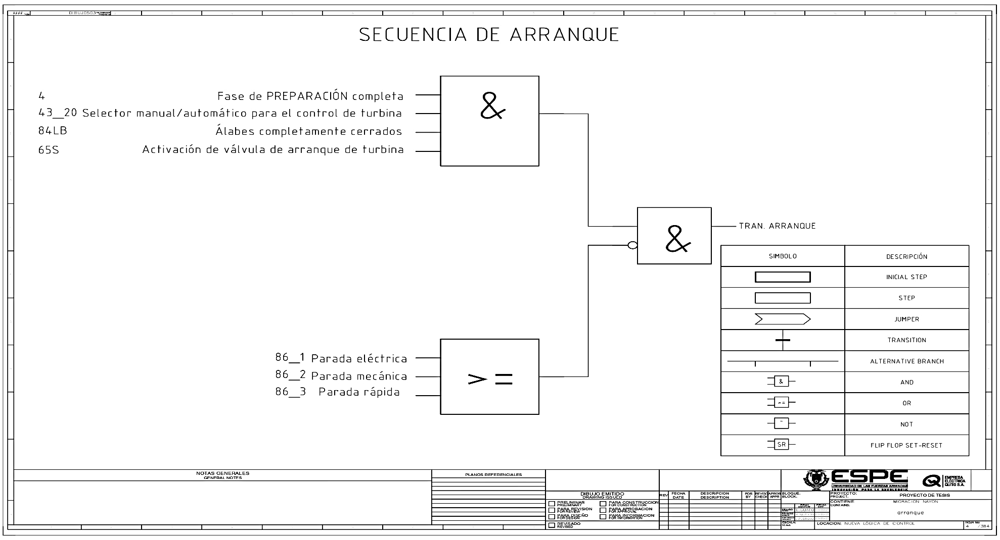 ####
DIBUJ0503
SECUENCIA DE ARRANQUE
4 Fase de PREPARACIÓN completa
43__20 Selector manual/automático para el control de turbina
84LB Álabes completamente cerrados
65S Activación de válvula de arranque de turbina
&
& TRAN. ARRANQUE
86__1 Parada eléctrica
86__2 Parada mecánica
86__3 Parada rápida
>=
SIMBOLO DESCRIPCIÓN
INICIAL STEP
STEP
JUMPER
TRANSITION
ALTERNATIVE BRANCH
& AND
>= OR
~ NOT
SR FLIP FLOP SET-RESET
NOTAS GENERALES
GENERAL NOTES
PLANOS REFERENCIALES
DIBUJO EMITIDO
DRAWING ISSUED
PRELIMINAR
PRELIMINARY
PARA REVISION
FOR REVIEW
PARA DISEÑO
FOR DESIGN
REVISADO
REVISED
PARA CONSTRUCCION
FOR CONSTRUCTION
PARA APROBACION
FOR APPROVAL
PARA INFORMACION
FOR INFORMATION
REV FECHA DESCRIPCION POR REVISO APROB
DATE DESCRIPTION BY CHECK APPR
BLOQUE:
BLOCK:
ESPE
UNIVERSIDAD DE LAS FUERZAS ARMADAS
INNOVACIÓN PARA LA EXCELENCIA
EMPRESA
ELÉCTRICA
QUITO S.A.
PROYECTO:
PROJECT:
PROYECTO DE TESIS
CONTIENE:
CONTAINS:
MIGRACION NAYON
arranque
ESCALA:
LOCACION: NUEVA LÓGICA DE CONTROL
HOJA No:
4 /384